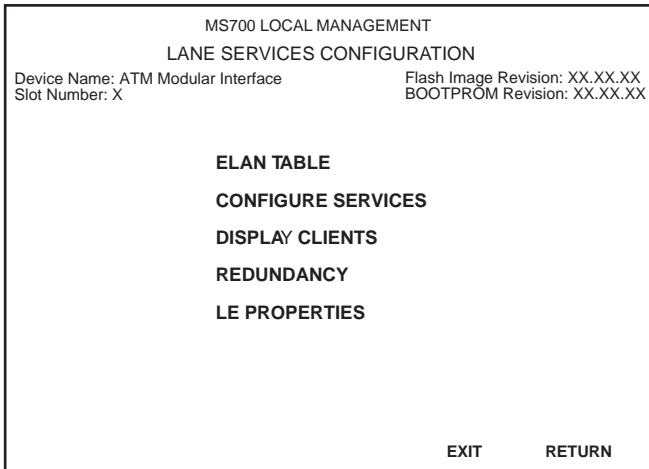 MS700 LOCAL MANAGEMENT
LANE SERVICES CONFIGURATION
Device Name: ATM Modular Interface Flash Image Revision: XX.XX.XX
Slot Number: X BOOTPROM Revision: XX.XX.XX
ELAN TABLE
CONFIGURE SERVICES
DISPLAY CLIENTS
REDUNDANCY
LE PROPERTIES
EXIT RETURN